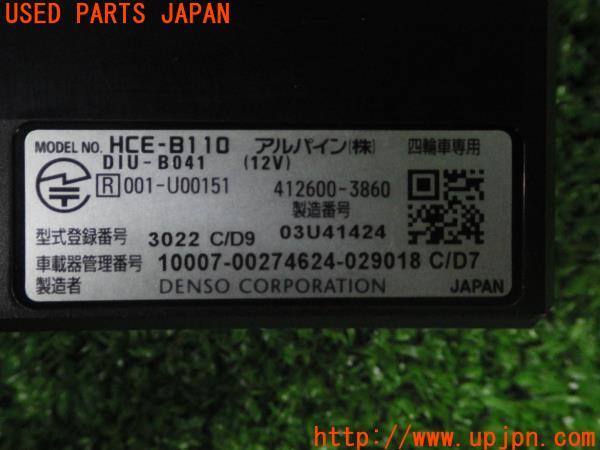 USED PARTS JAPAN
MODEL NO. HCE-B110 アルパイン(株) 四輪車専用
DIU-B041 (12V)
R 001-U00151 412600-3860
製造番号
型式登録番号 3022 C/D9 03U41424
車載器管理番号 10007-00274624-029018 C/D7
製造者 DENSO CORPORATION JAPAN
http://www.upjpn.com/